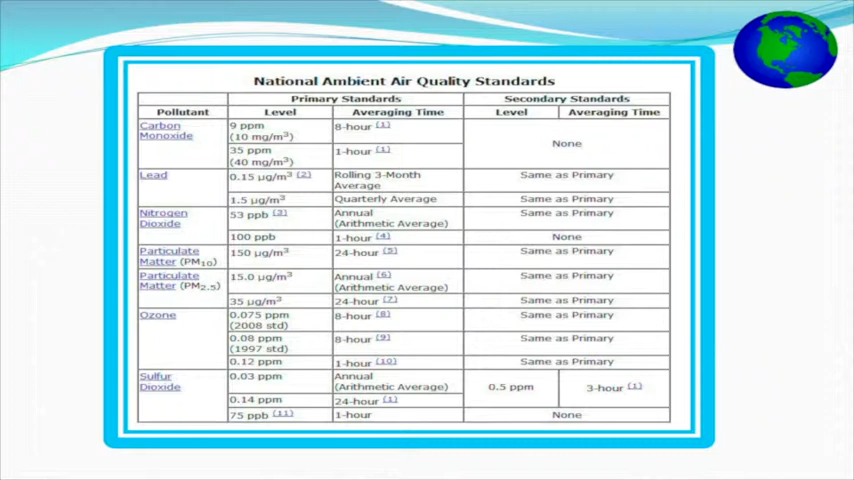 National Ambient Air Quality Standards
Primary Standards Secondary Standards
Pollutant Level Averaging Time Level Averaging Time
Carbon Monoxide 9 ppm (10 mg/m³) 8-hour (1) None
35 ppm (40 mg/m³) 1-hour (1)
Lead 0.15 µg/m³ (2) Rolling 3-Month Average Same as Primary
1.5 µg/m³ Quarterly Average Same as Primary
Nitrogen Dioxide 53 ppb (3) Annual (Arithmetic Average) Same as Primary
100 ppb 1-hour (4) None
Particulate Matter (PM₁₀) 150 µg/m³ 24-hour (5) Same as Primary
Particulate Matter (PM₂.₅) 15.0 µg/m³ Annual (6) (Arithmetic Average) Same as Primary
35 µg/m³ 24-hour (7) Same as Primary
Ozone 0.075 ppm (2008 std) 8-hour (8) Same as Primary
0.08 ppm (1997 std) 8-hour (9) Same as Primary
0.12 ppm 1-hour (10) Same as Primary
Sulfur Dioxide 0.03 ppm Annual (Arithmetic Average) 0.5 ppm 3-hour (1)
0.14 ppm 24-hour (1)
75 ppb (11) 1-hour None